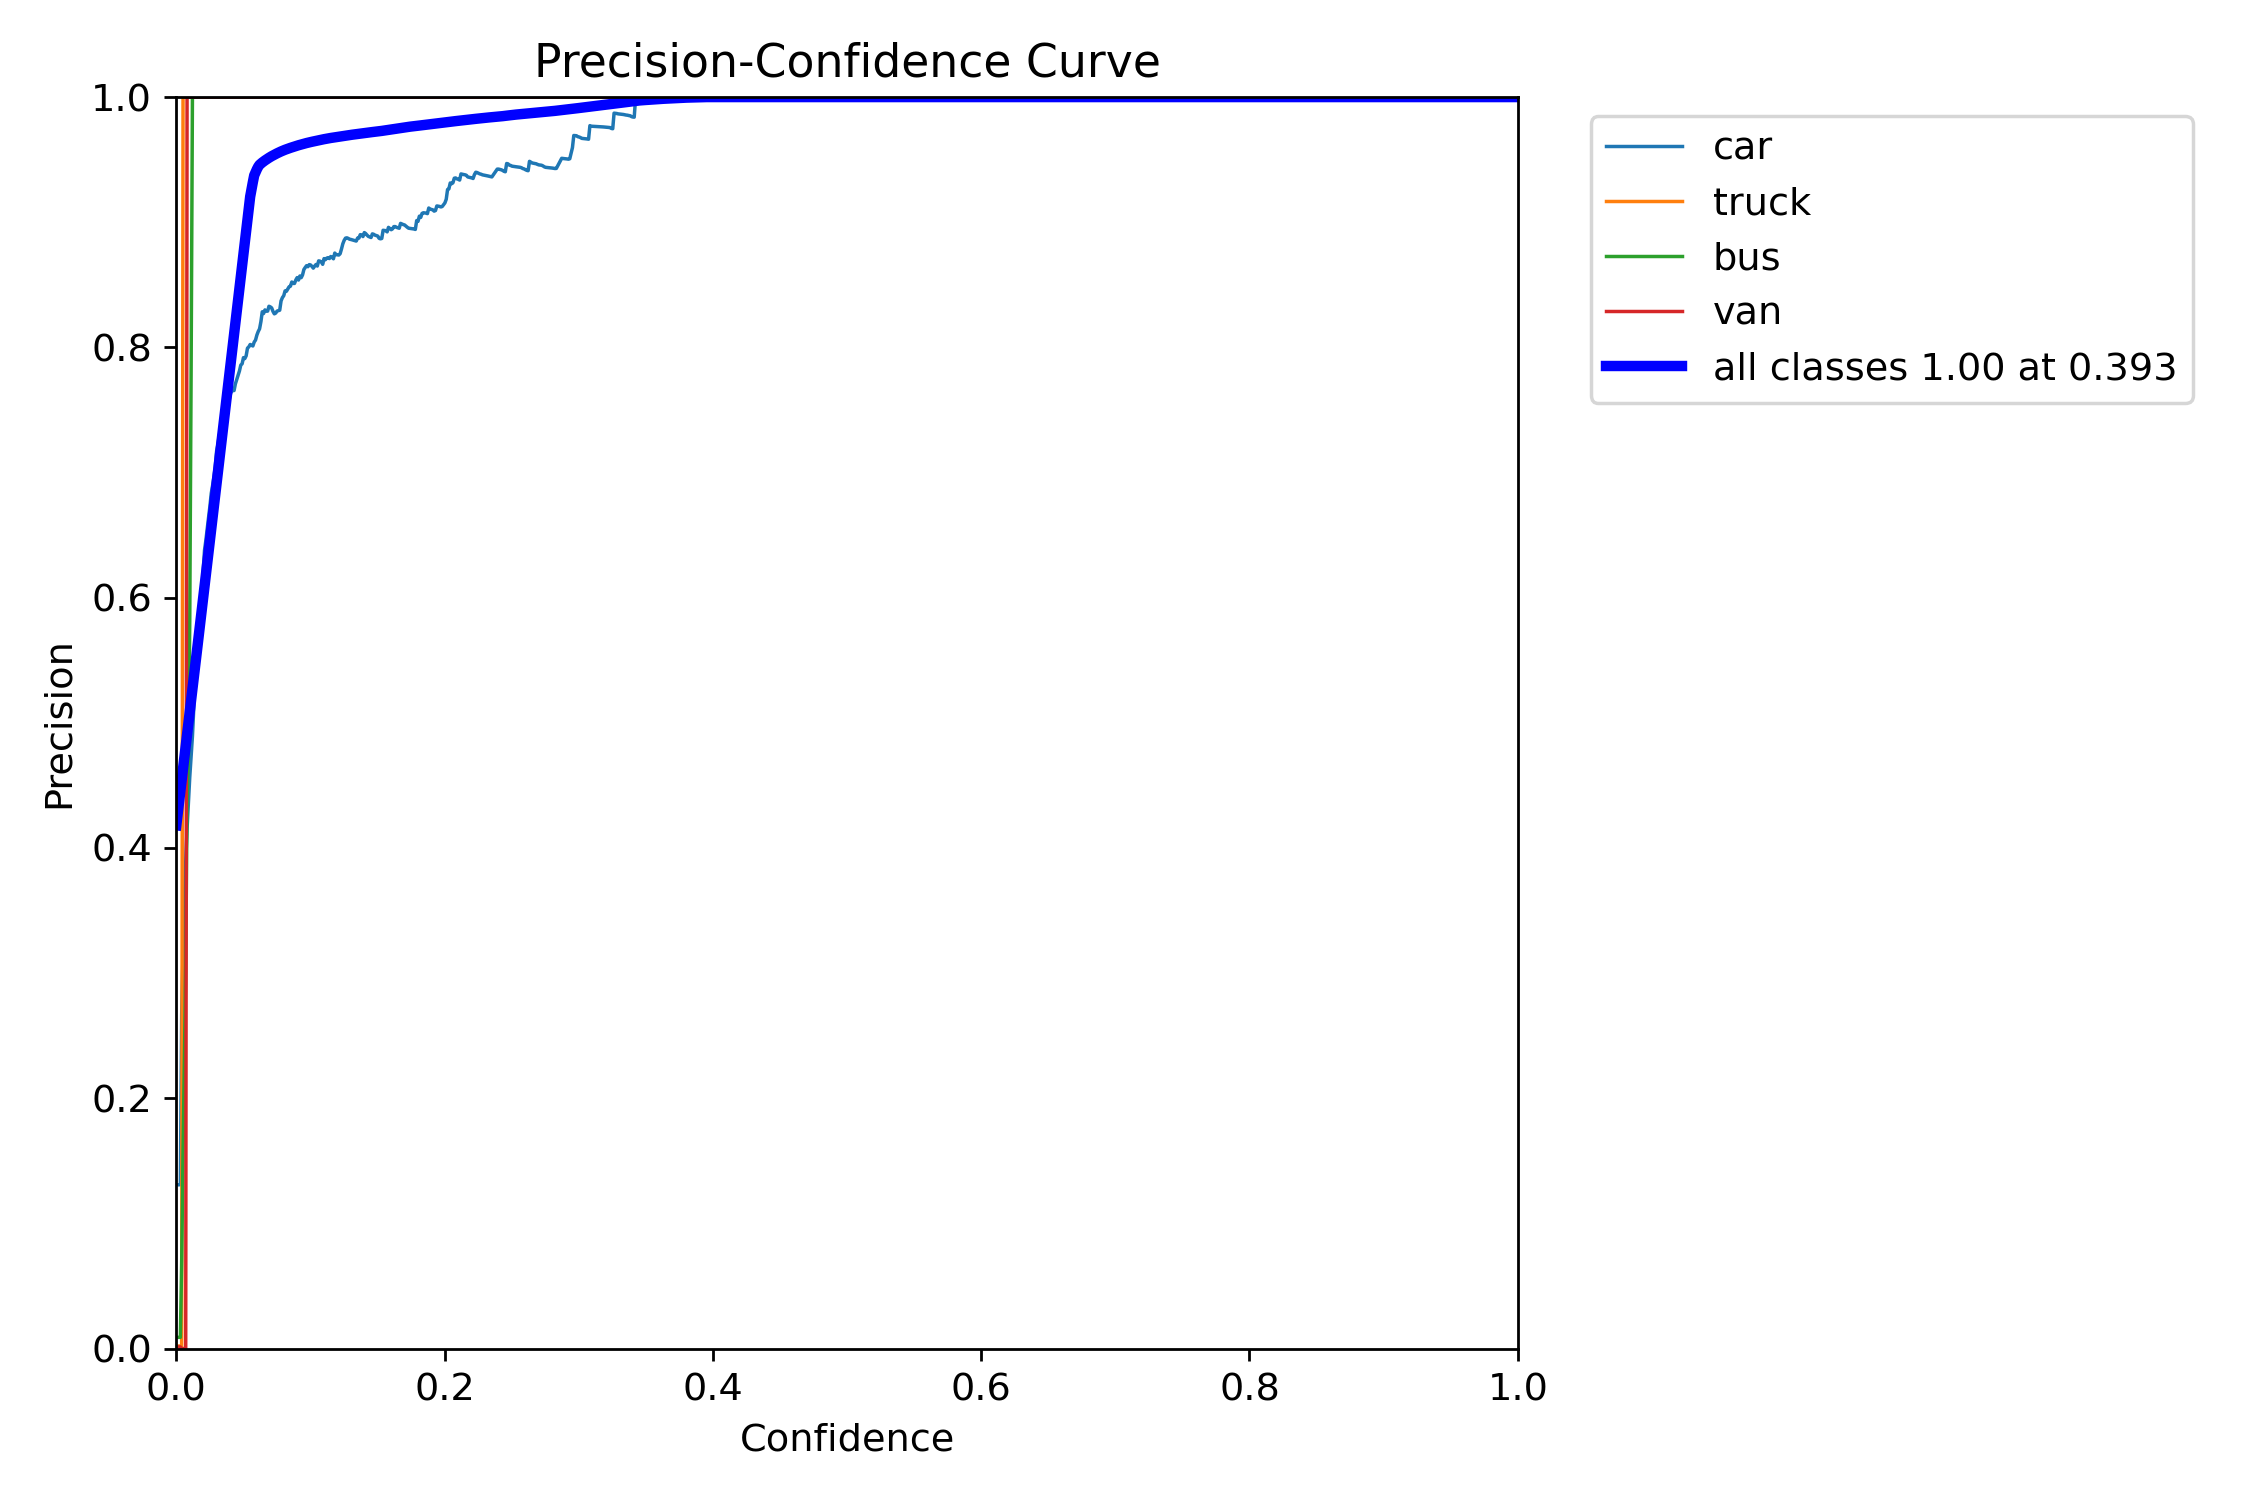 Precision-Confidence Curve
1.0
0.8
0.6
0.4
0.2
0.0
Precision
0.0 0.2 0.4 0.6 0.8 1.0
Confidence
car
truck
bus
van
all classes 1.00 at 0.393